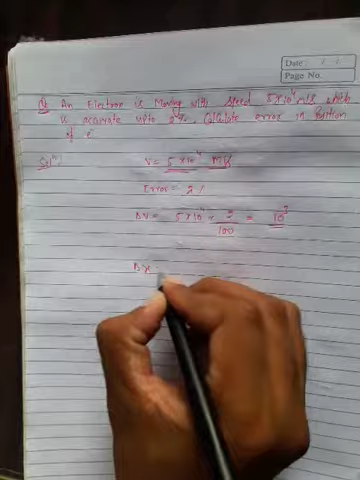 Date : / /
Page No.
Q) An Electron is Moving with speed 5×10⁴ m/s which
is accurate upto 2%. Calculate error in Position
of e⁻
Solⁿ)
V = 5×10⁴ m/s
Error = 2%
ΔV = 5×10⁴ × 2/100 = 10³
Δx